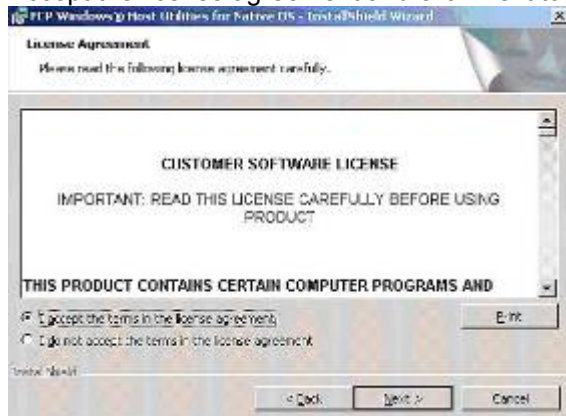 FCP Windows® Host Utilities for Native OS - InstallShield Wizard
License Agreement
Please read the following license agreement carefully.
CUSTOMER SOFTWARE LICENSE
IMPORTANT: READ THIS LICENSE CAREFULLY BEFORE USING
PRODUCT
THIS PRODUCT CONTAINS CERTAIN COMPUTER PROGRAMS AND
I accept the terms in the license agreement
Print
I do not accept the terms in the license agreement
InstallShield
< Back
Next >
Cancel